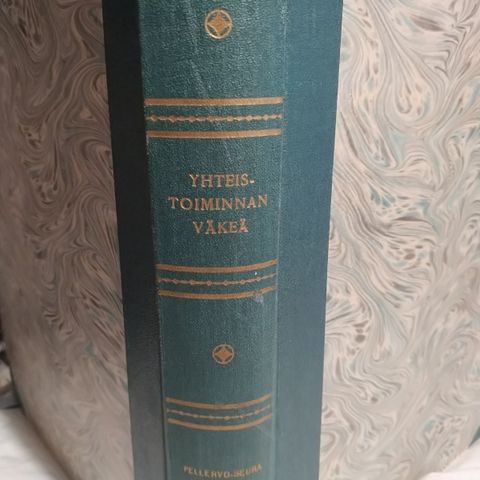 YHTEIS-
TOIMINNAN
VÄKEÄ
PELLERVO-SEURA